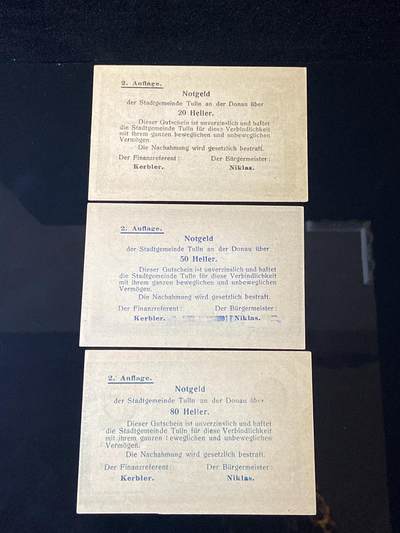 2. Auflage.
Notgeld
der Stadtgemeinde Tulln an der Donau über
20 Heller.
Dieser Gutschein ist unverzinslich und haftet
die Stadtgemeinde Tulln für diese Verbindlichkeit
mit ihrem ganzen beweglichen und unbeweglichen
Vermögen.
Die Nachahmung wird gesetzlich bestraft.
Der Finanzreferent: Der Bürgermeister:
Kerbler. Niklas.
2. Auflage.
Notgeld
der Stadtgemeinde Tulln an der Donau über
50 Heller.
Dieser Gutschein ist unverzinslich und haftet
die Stadtgemeinde Tulln für diese Verbindlichkeit
mit ihrem ganzen beweglichen und unbeweglichen
Vermögen.
Die Nachahmung wird gesetzlich bestraft.
Der Finanzreferent: Der Bürgermeister:
Kerbler. Niklas.
2. Auflage.
Notgeld
der Stadtgemeinde Tulln an der Donau über
80 Heller.
Dieser Gutschein ist unverzinslich und haftet
die Stadtgemeinde Tulln für diese Verbindlichkeit
mit ihrem ganzen beweglichen und unbeweglichen
Vermögen.
Die Nachahmung wird gesetzlich bestraft.
Der Finanzreferent: Der Bürgermeister:
Kerbler. Niklas.